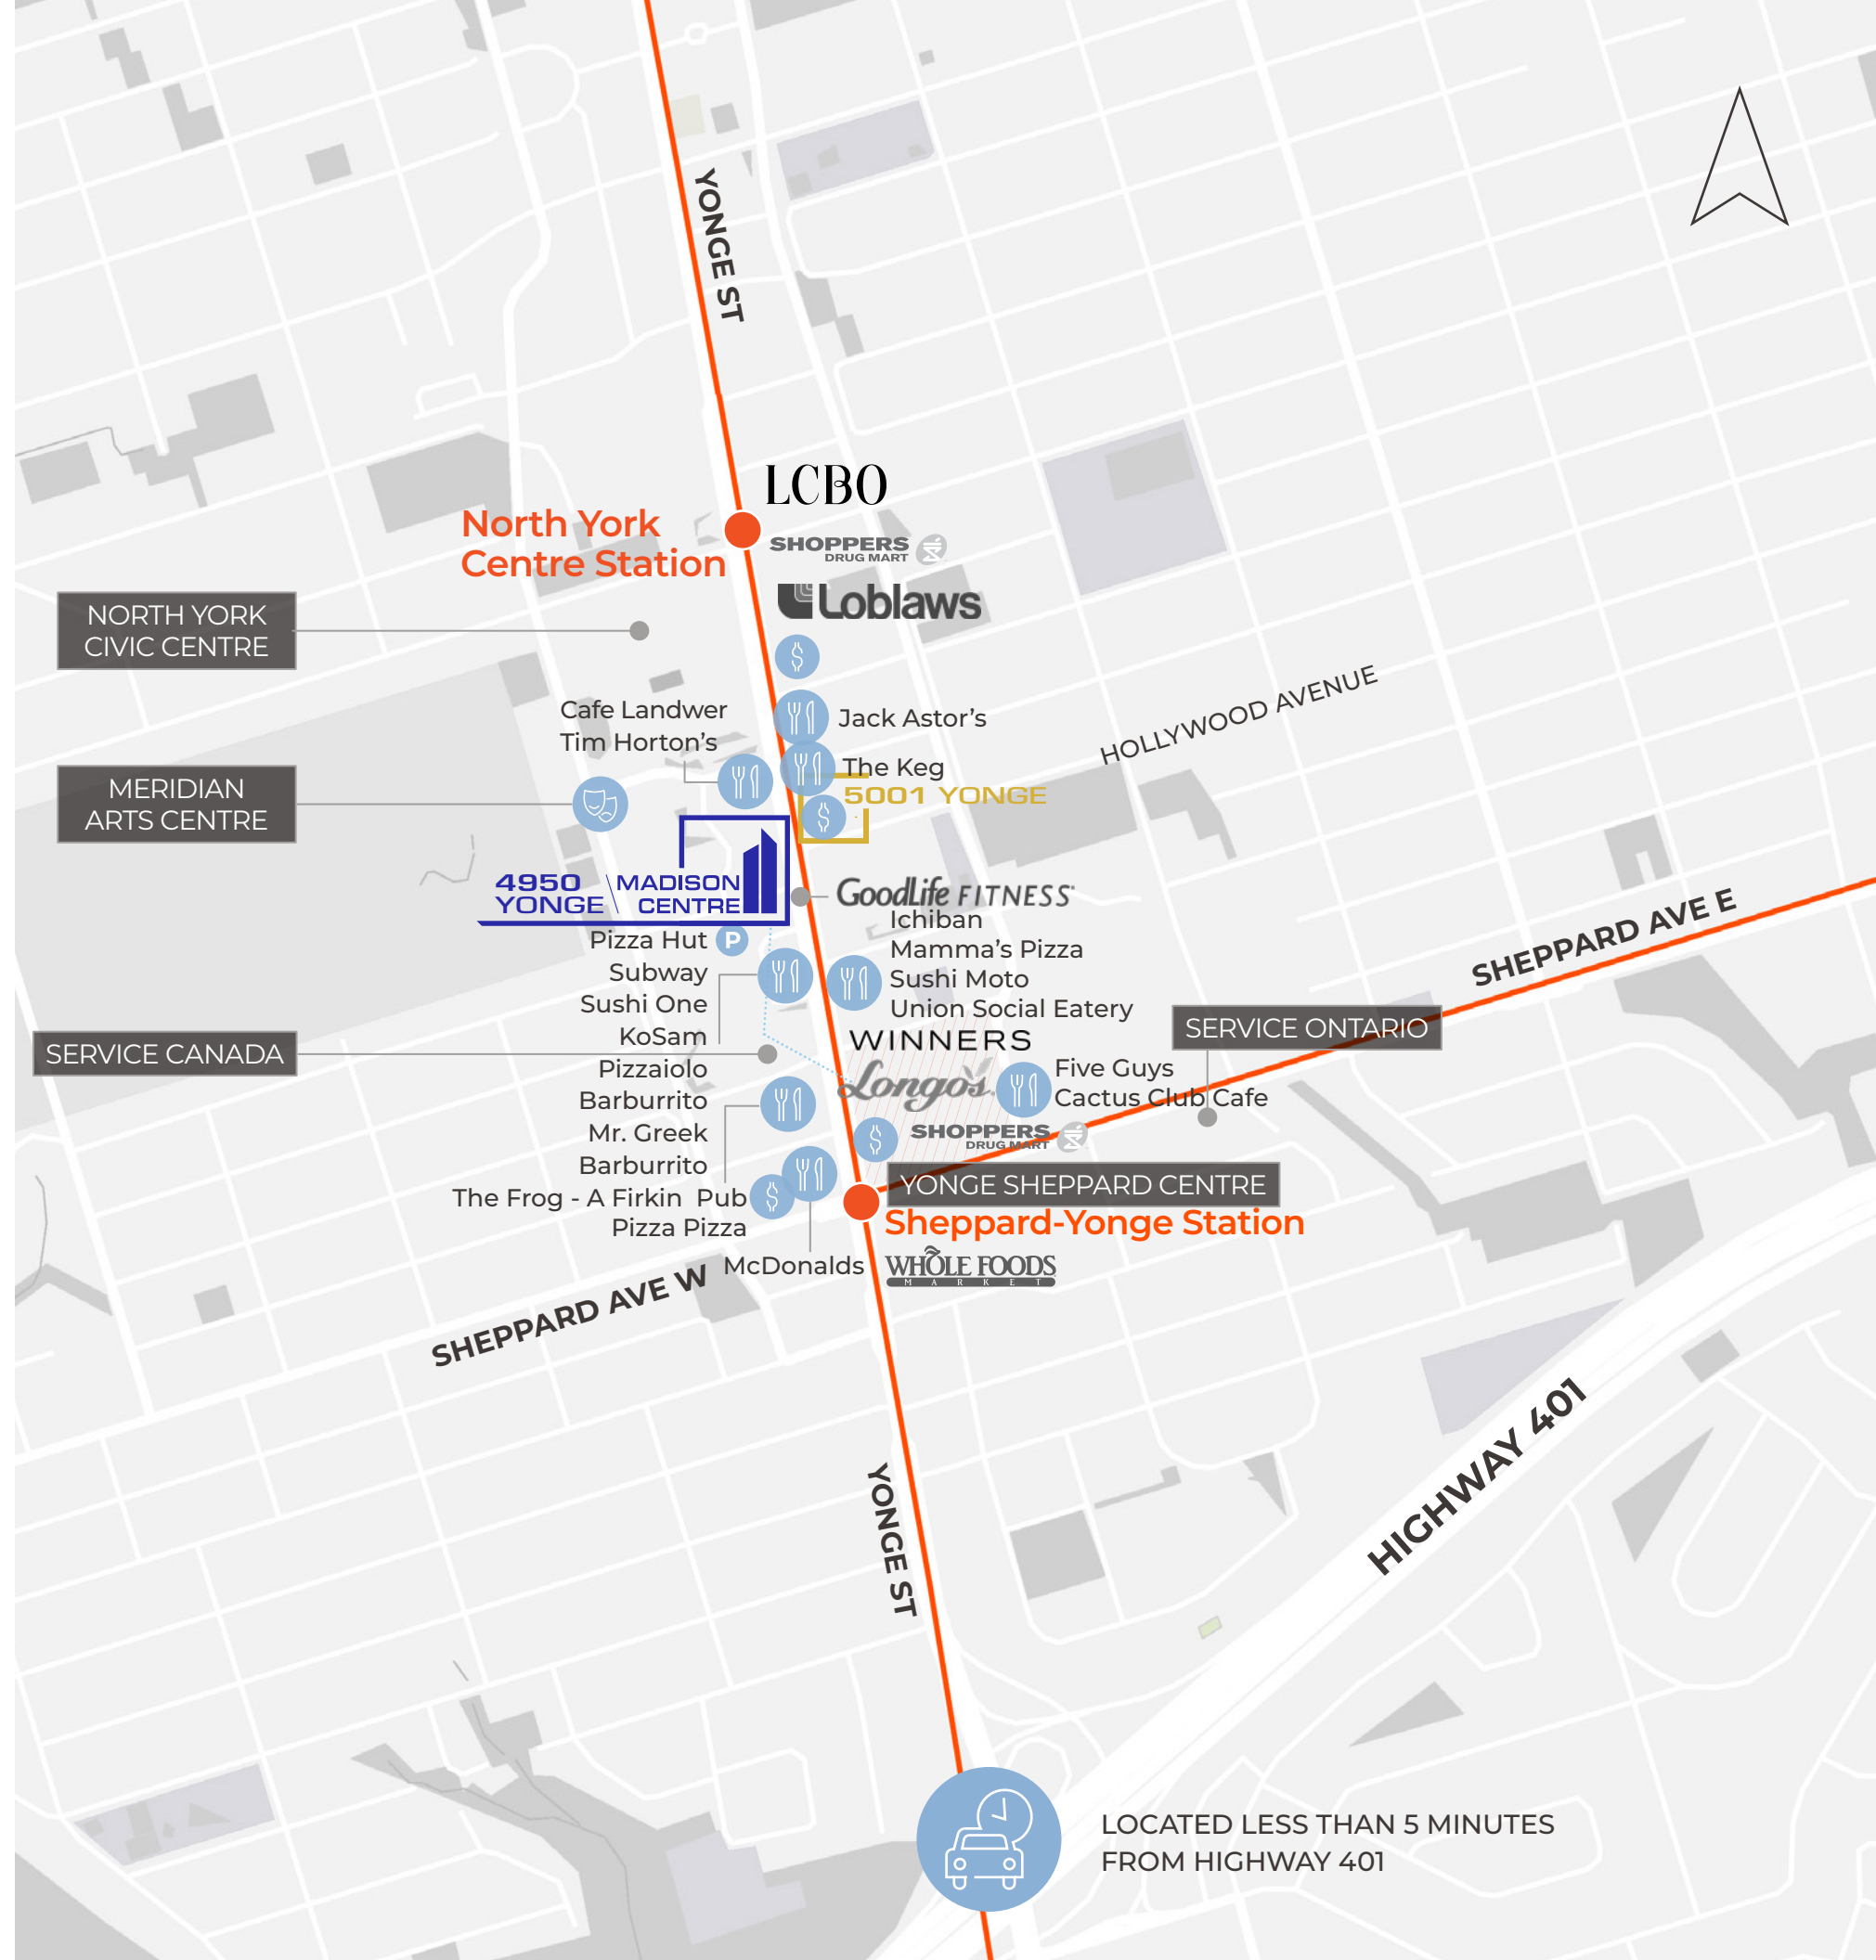 YONGE ST
LCBO
North York
Centre Station
SHOPPERS
DRUG MART
Loblaws
NORTH YORK
CIVIC CENTRE
HOLLYWOOD AVENUE
Cafe Landwer
Tim Horton's
Jack Astor's
The Keg
5001 YONGE
MERIDIAN
ARTS CENTRE
4950
YONGE
MADISON
CENTRE
GoodLife FITNESS
SHEPPARD AVE E
P
Pizza Hut
Subway
Sushi One
KoSam
Pizzaiolo
Barburrito
Mr. Greek
Barburrito
The Frog - A Firkin Pub
Pizza Pizza
McDonalds
Ichiban
Mamma's Pizza
Sushi Moto
Union Social Eatery
WINNERS
Longo's
SERVICE ONTARIO
SERVICE CANADA
Five Guys
Cactus Club Cafe
SHOPPERS
DRUG MART
YONGE SHEPPARD CENTRE
Sheppard-Yonge Station
WHOLE FOODS
MARKET
SHEPPARD AVE W
HIGHWAY 401
YONGE ST
LOCATED LESS THAN 5 MINUTES
FROM HIGHWAY 401